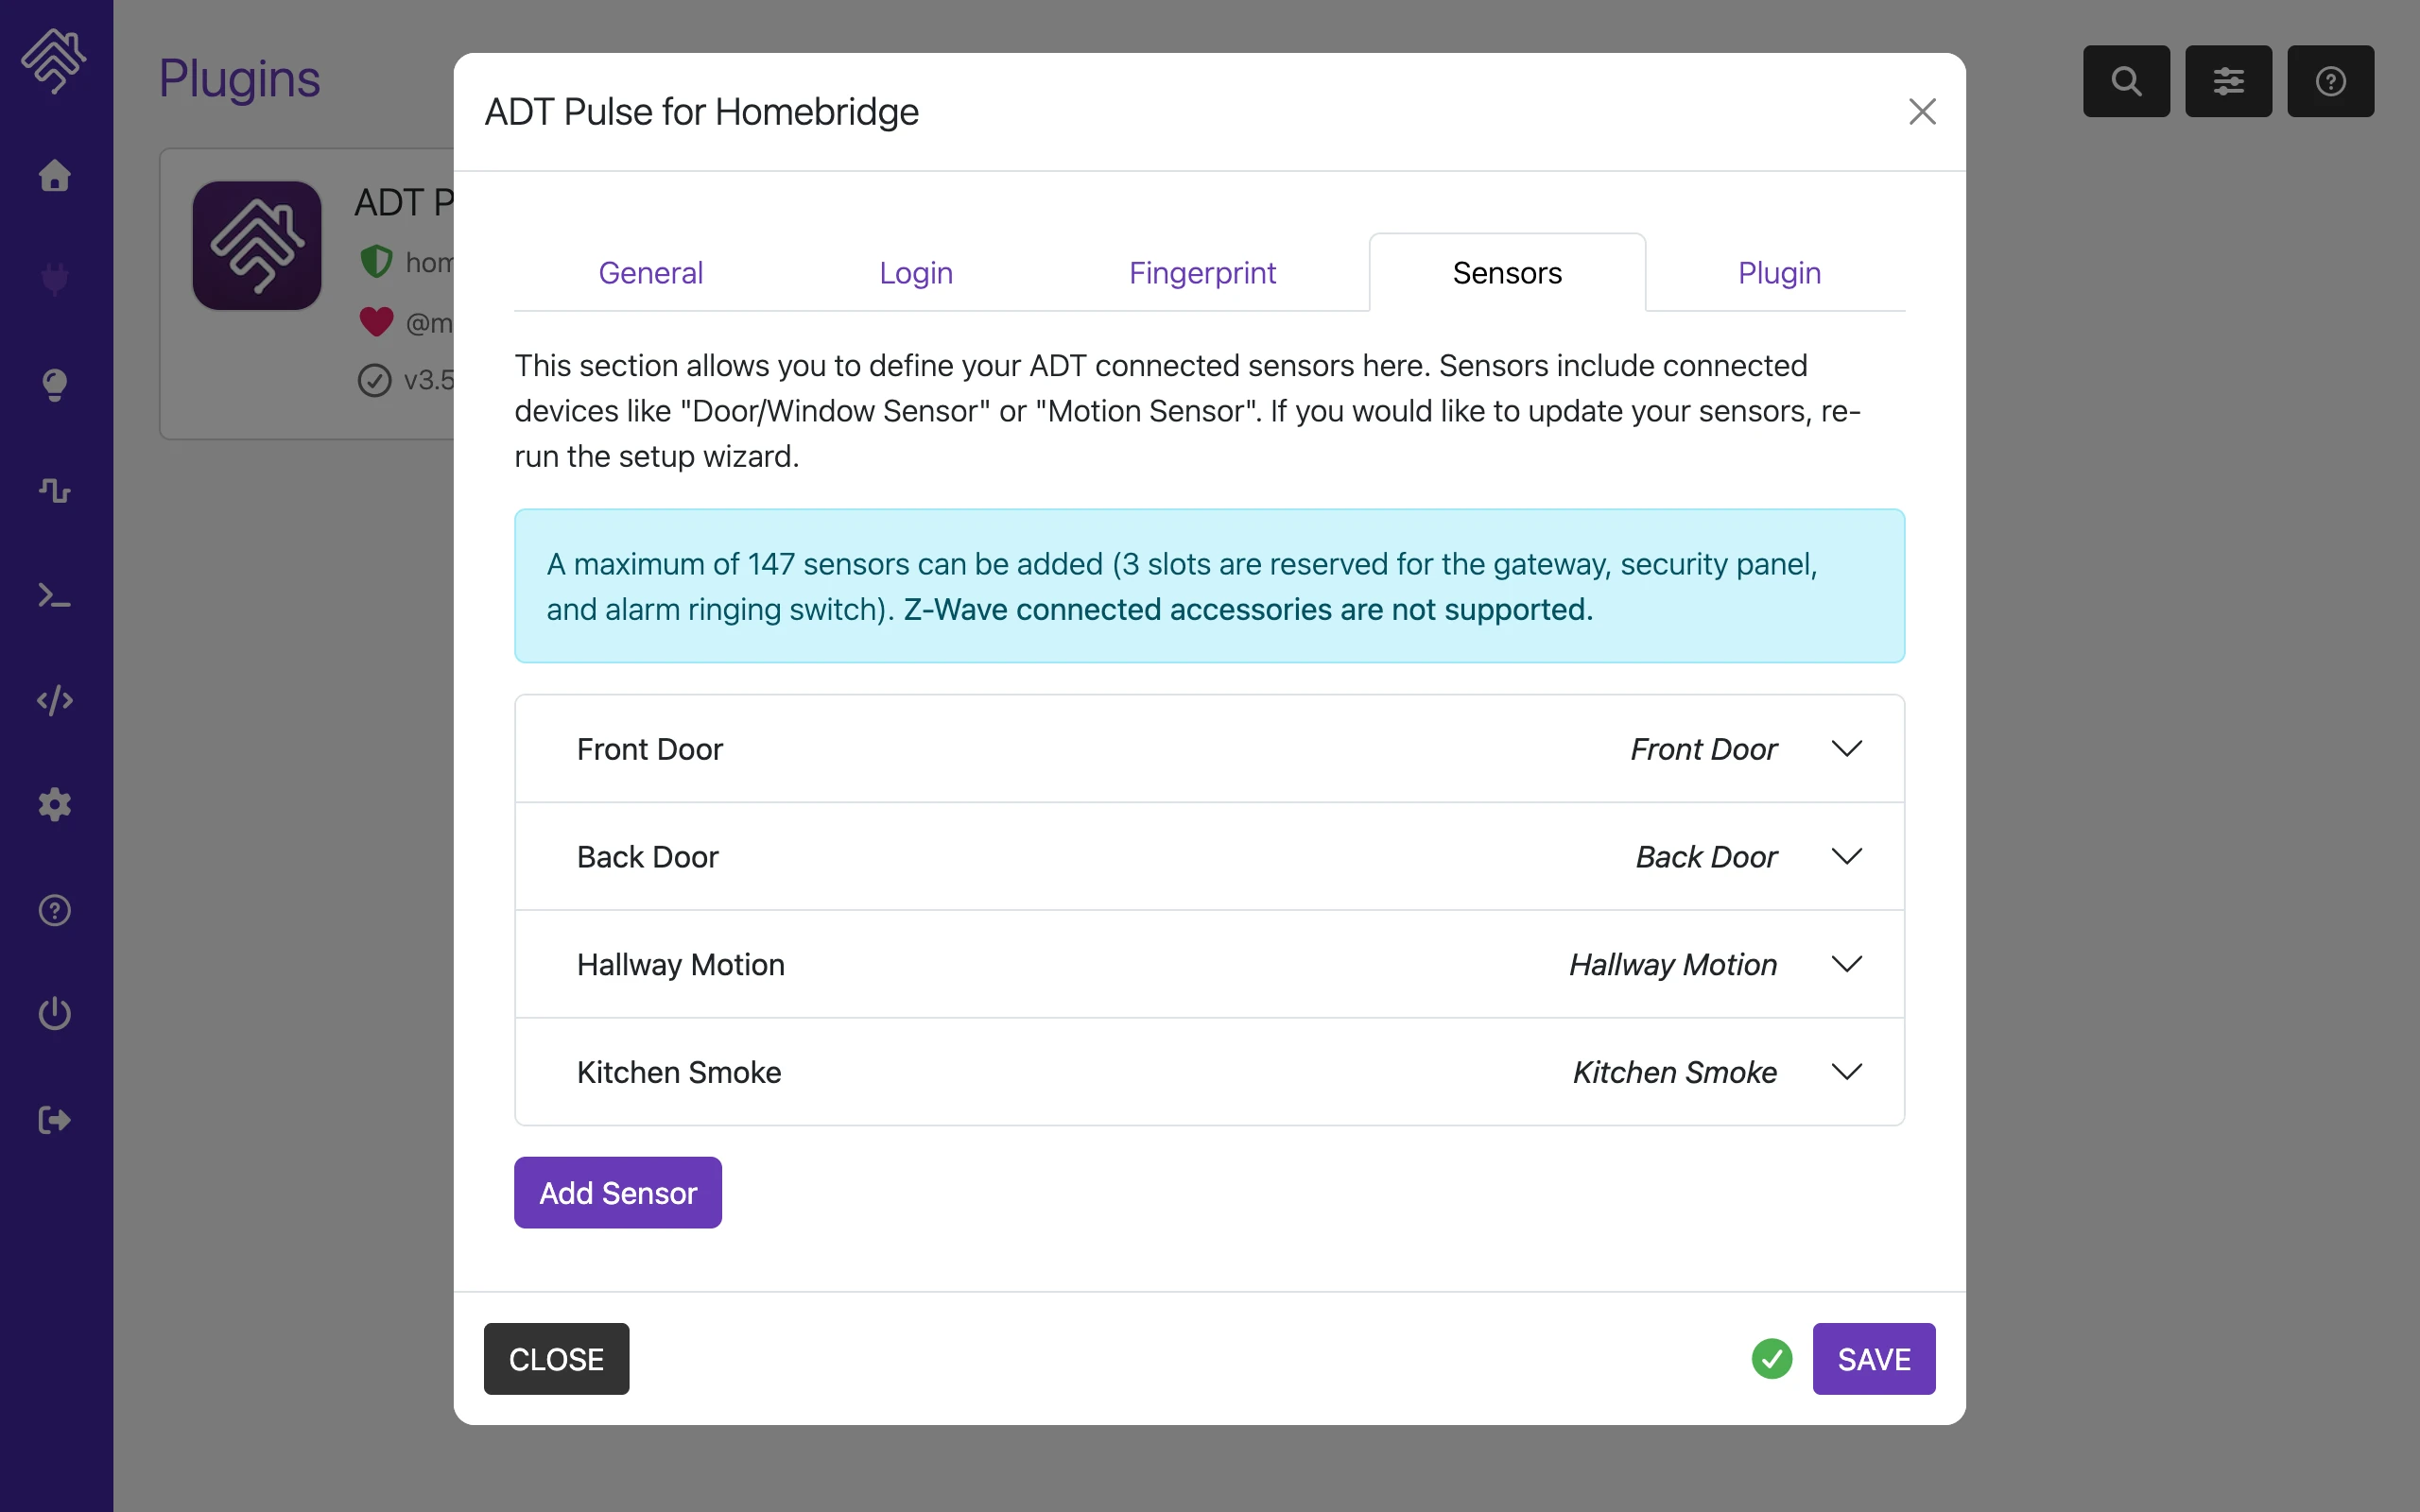 Plugins
ADT Pulse for Homebridge
ADT P
hom
@m
v3.5
General
Login
Fingerprint
Sensors
Plugin
This section allows you to define your ADT connected sensors here. Sensors include connected
devices like "Door/Window Sensor" or "Motion Sensor". If you would like to update your sensors, re-
run the setup wizard.
A maximum of 147 sensors can be added (3 slots are reserved for the gateway, security panel,
and alarm ringing switch). Z-Wave connected accessories are not supported.
Front Door Front Door
Back Door Back Door
Hallway Motion Hallway Motion
Kitchen Smoke Kitchen Smoke
Add Sensor
CLOSE
SAVE